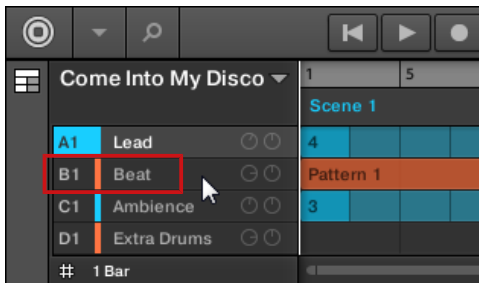 Come Into My Disco
1 5
Scene 1
A1 Lead 4
B1 Beat Pattern 1
C1 Ambience 3
D1 Extra Drums
# 1 Bar